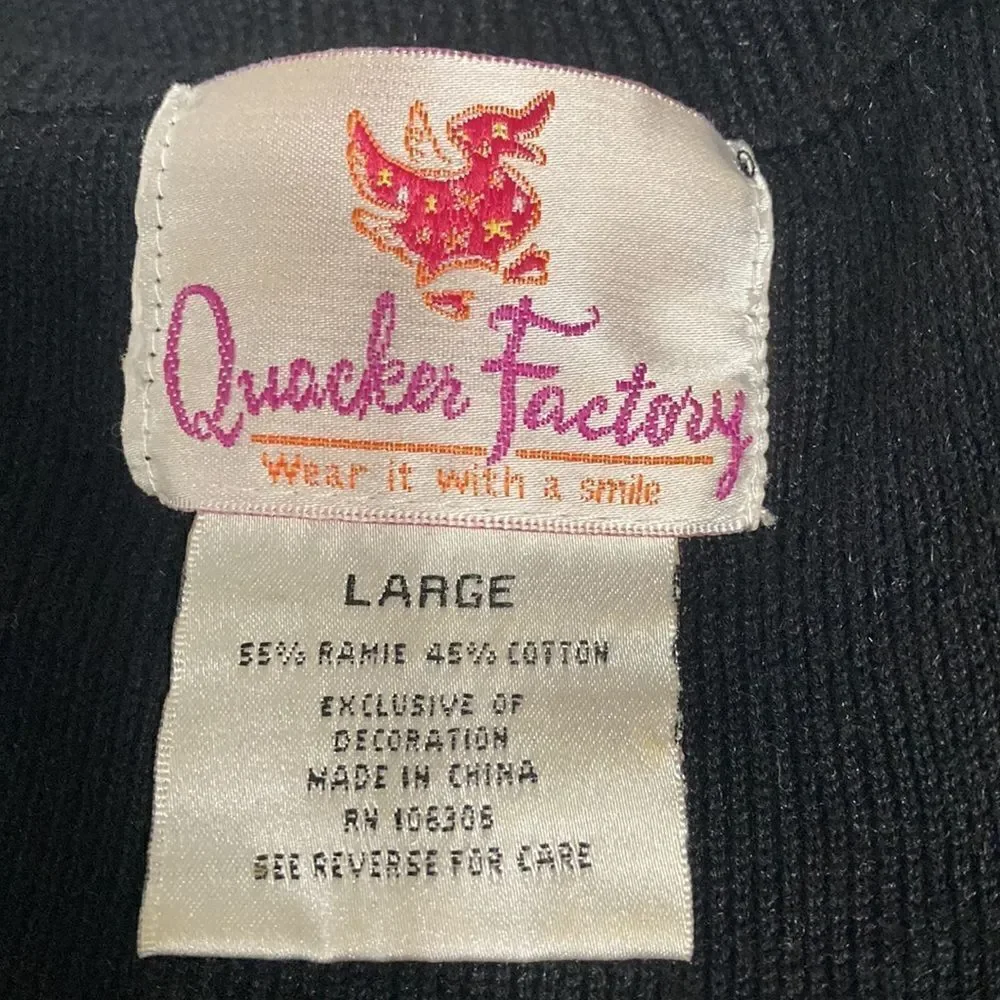 Quacker Factory
Wear it with a smile
LARGE
55% RAMIE 45% COTTON
EXCLUSIVE OF
DECORATION
MADE IN CHINA
RN 106306
SEE REVERSE FOR CARE